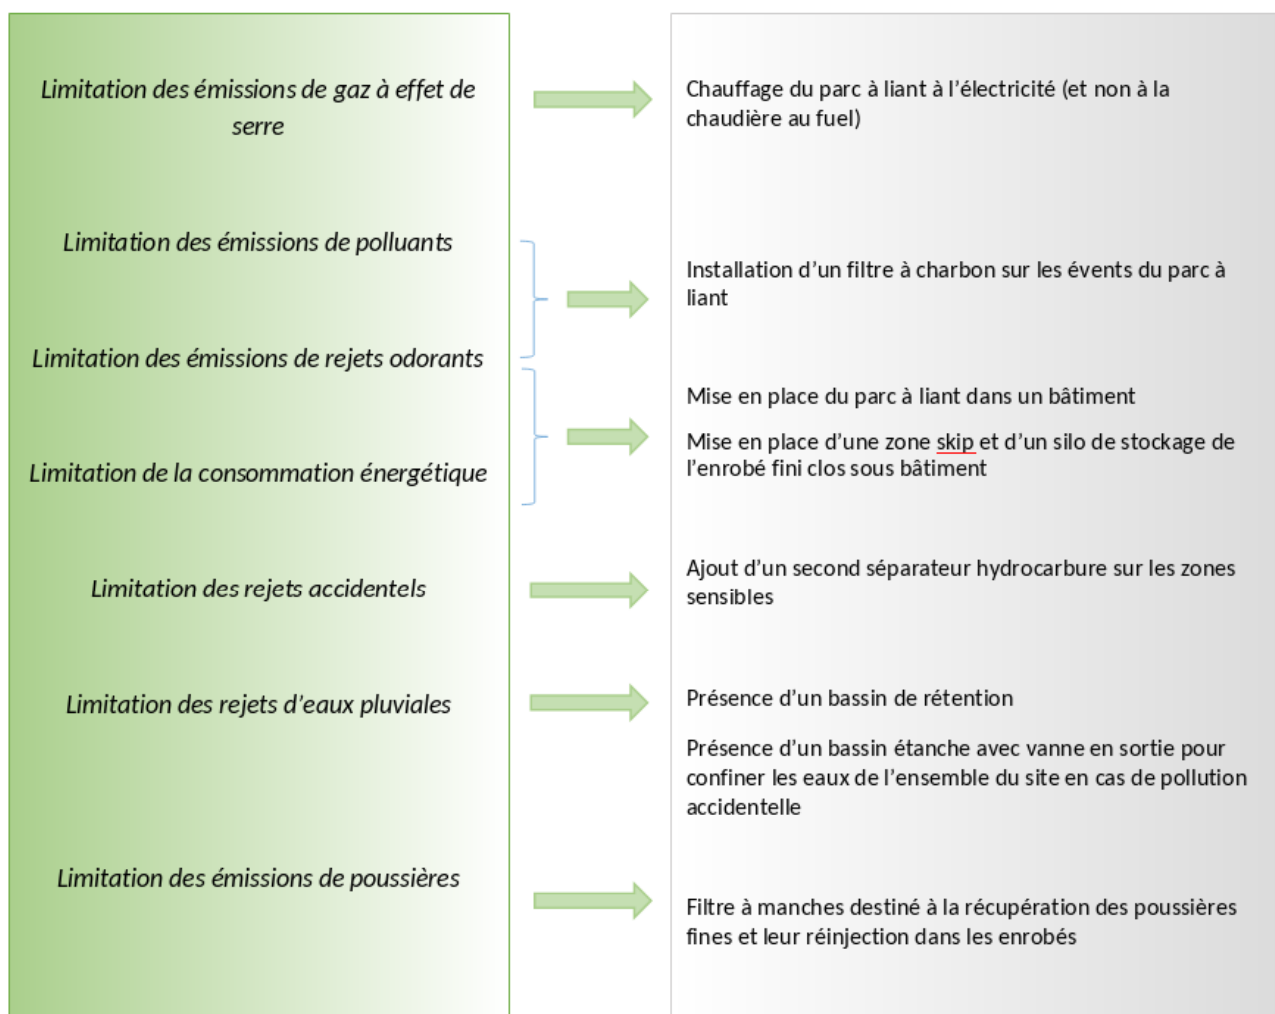 Limitation des émissions de gaz à effet de
serre
Chauffage du parc à liant à l’électricité (et non à la
chaudière au fuel)
Limitation des émissions de polluants
Limitation des émissions de rejets odorants
Installation d’un filtre à charbon sur les évents du parc à
liant
Limitation de la consommation énergétique
Mise en place du parc à liant dans un bâtiment
Mise en place d’une zone skip et d’un silo de stockage de
l’enrobé fini clos sous bâtiment
Limitation des rejets accidentels
Ajout d’un second séparateur hydrocarbure sur les zones
sensibles
Limitation des rejets d’eaux pluviales
Présence d’un bassin de rétention
Présence d’un bassin étanche avec vanne en sortie pour
confiner les eaux de l’ensemble du site en cas de pollution
accidentelle
Limitation des émissions de poussières
Filtre à manches destiné à la récupération des poussières
fines et leur réinjection dans les enrobés